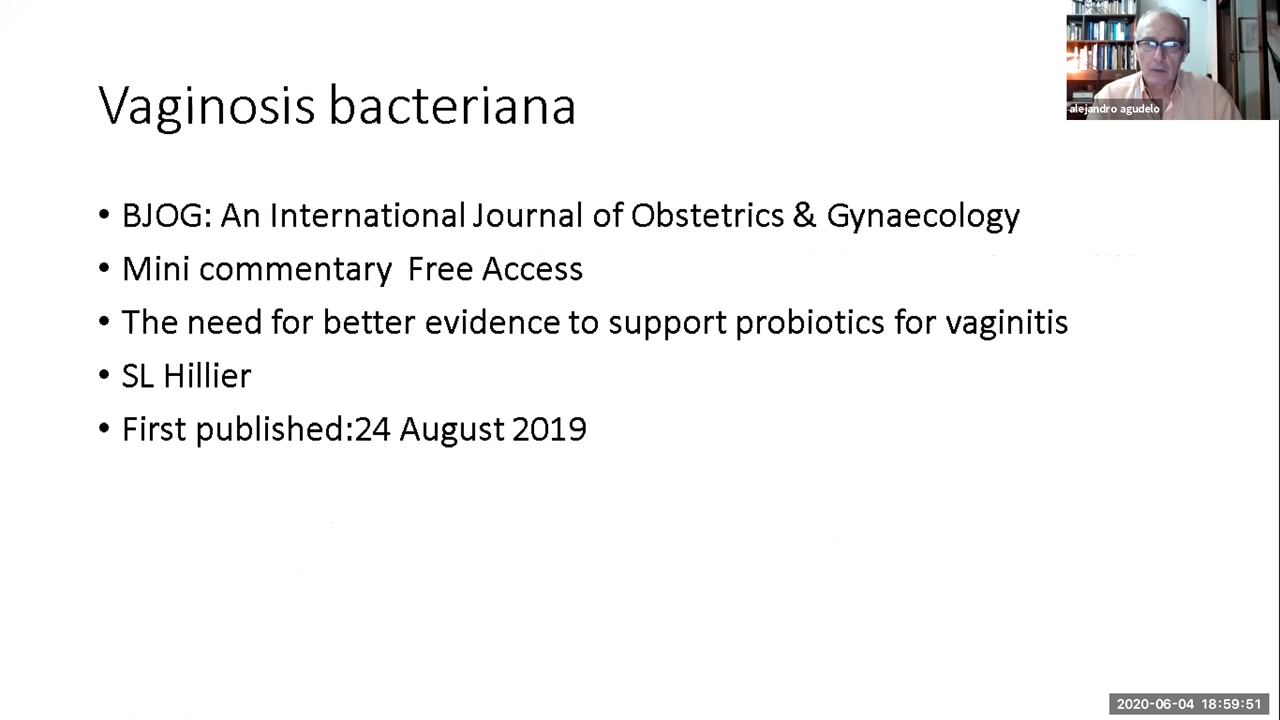 Vaginosis bacteriana
alejandro agudelo
• BJOG: An International Journal of Obstetrics & Gynaecology
• Mini commentary  Free Access
• The need for better evidence to support probiotics for vaginitis
• SL Hillier
• First published:24 August 2019
2020-06-04 18:59:51